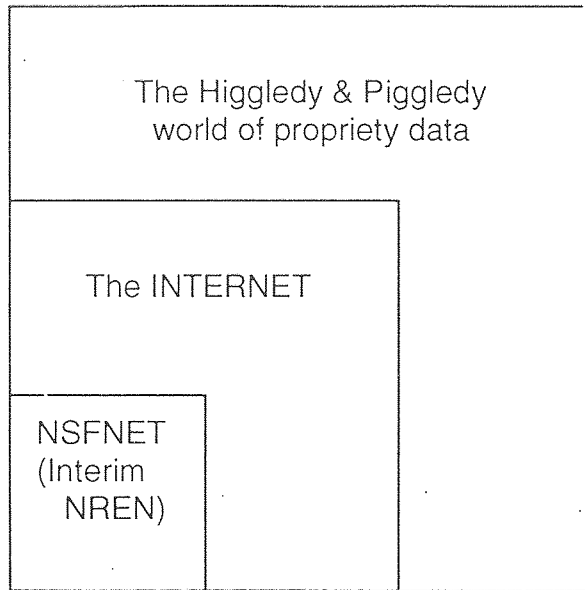 The Higgledy & Piggledy
world of propriety data
The INTERNET
NSFNET
(Interim
NREN)